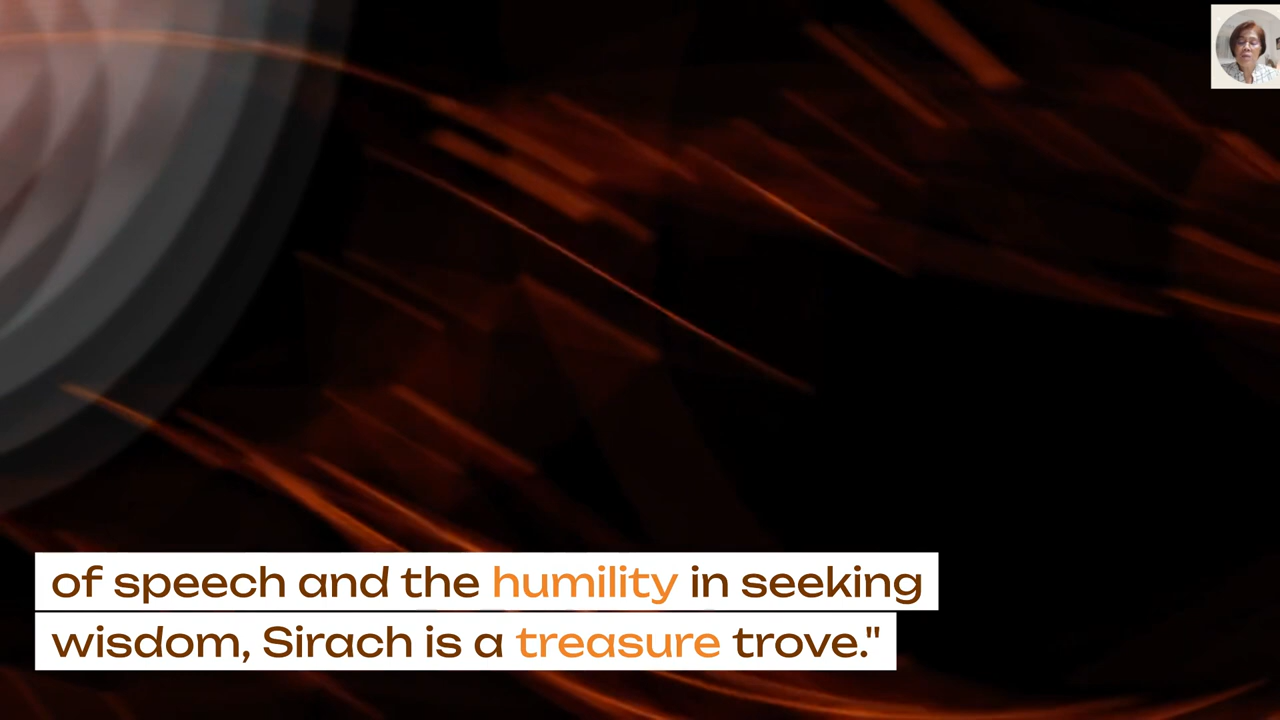 of speech and the humility in seeking
wisdom, Sirach is a treasure trove."